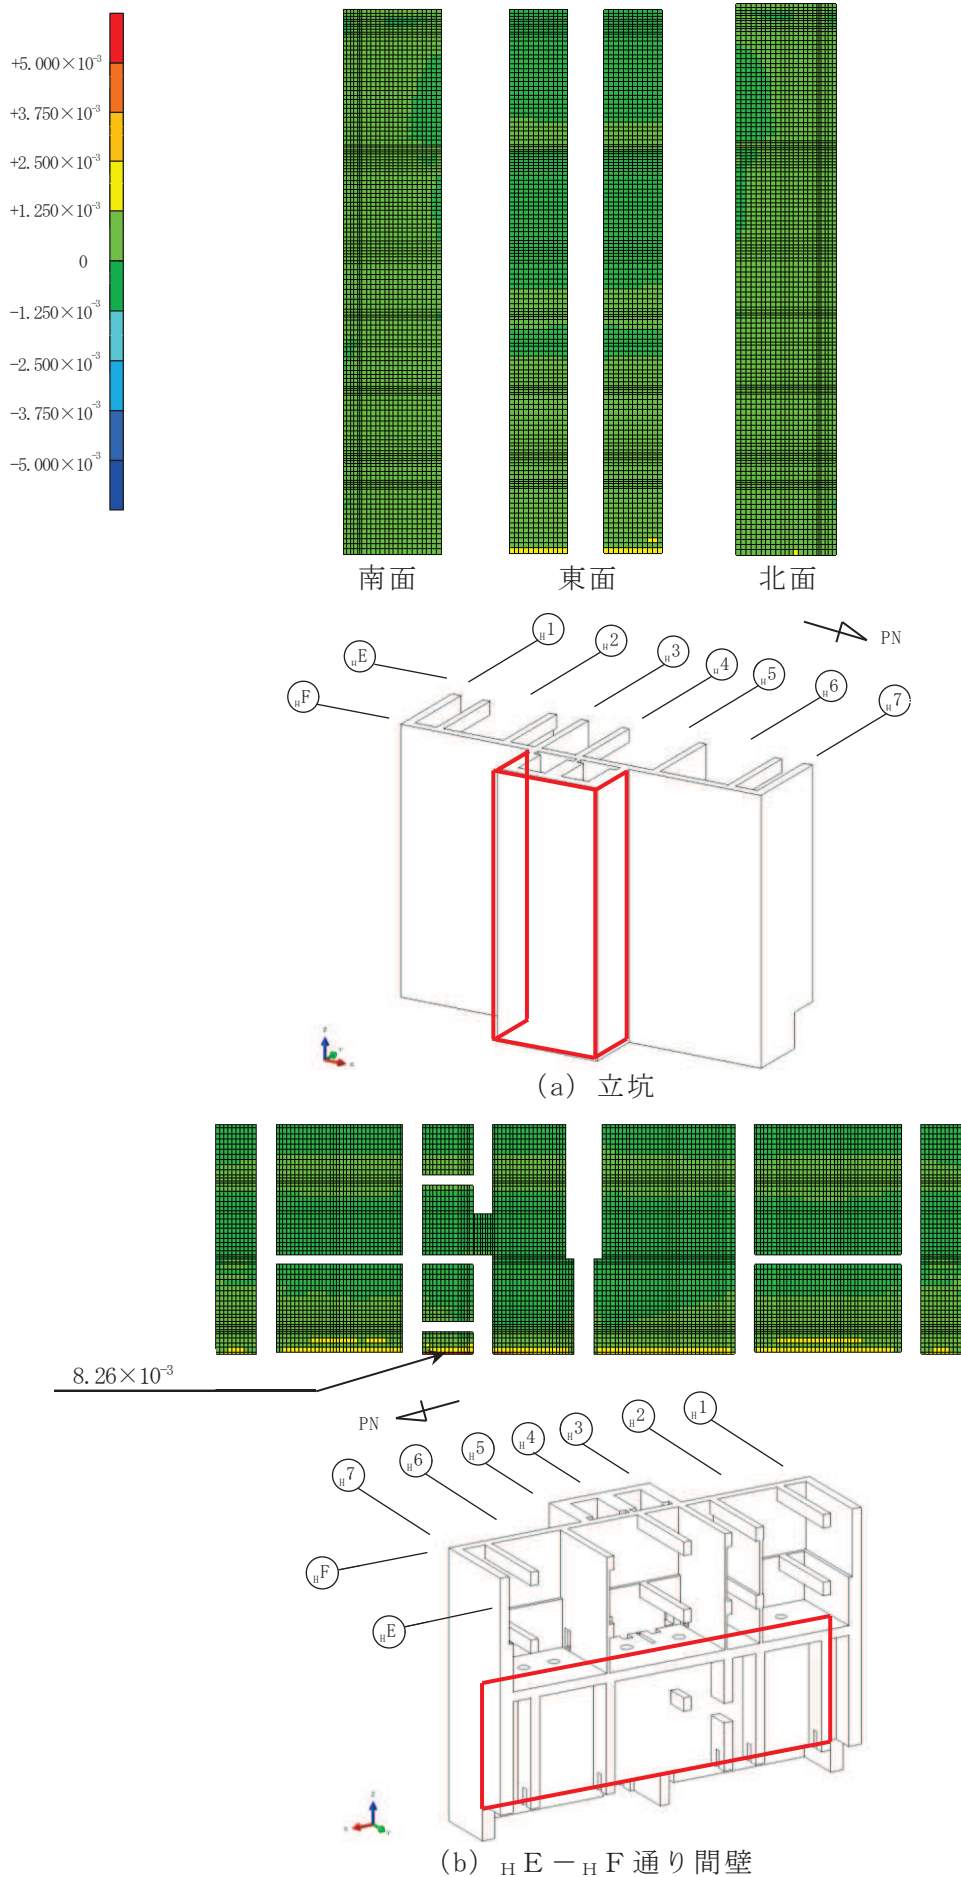 +5.000×10⁻³
+3.750×10⁻³
+2.500×10⁻³
+1.250×10⁻³
0
-1.250×10⁻³
-2.500×10⁻³
-3.750×10⁻³
-5.000×10⁻³
南面
東面
北面
PN
H1
H2
H3
H4
H5
H6
H7
HE
HF
Z
Y
X
(a) 立坑
8.26×10⁻³
PN
H1
H2
H3
H4
H5
H6
H7
HF
HE
Z
X
Y
(b) HE-HF通り間壁